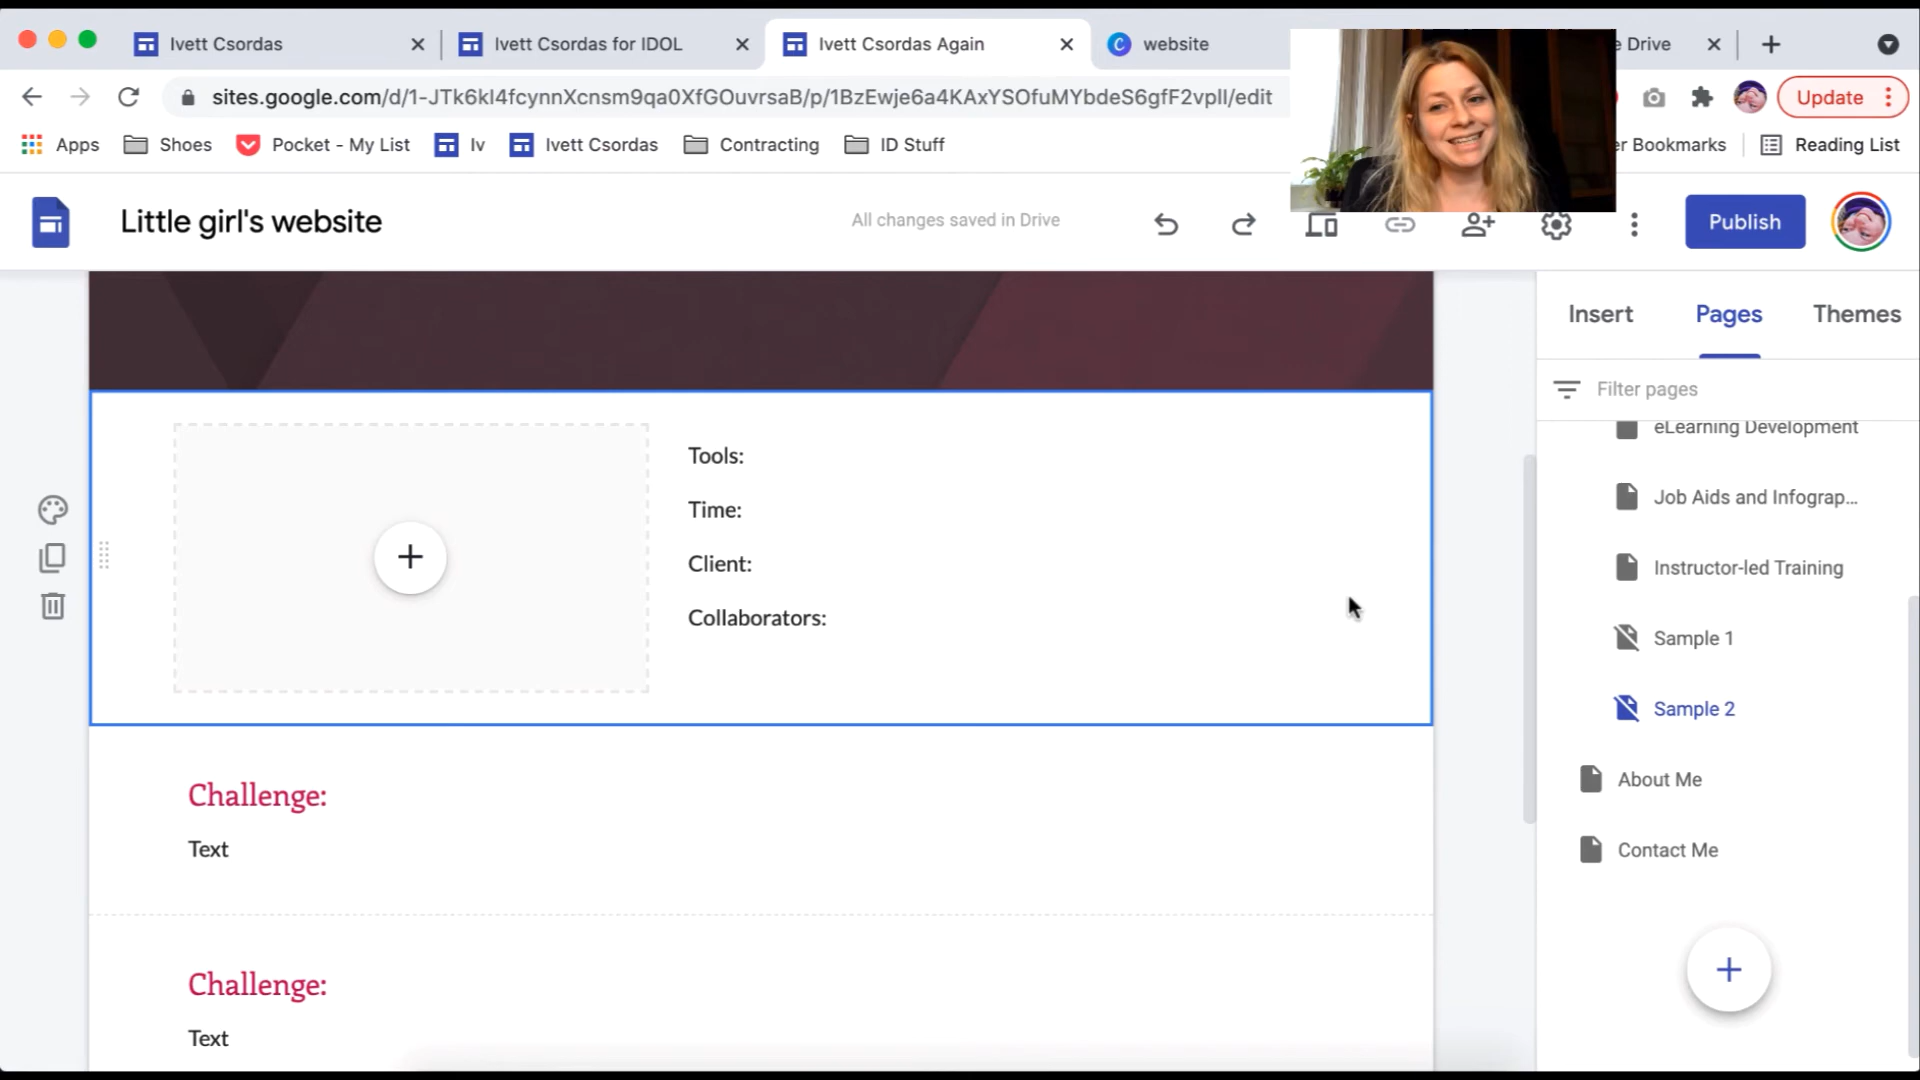 Ivett Csordas
Ivett Csordas for IDOL
Ivett Csordas Again
website
e Drive
sites.google.com/d/1-JTk6kI4fcynnXcnsm9qa0XfGOuvrsaB/p/1BzEwje6a4KAxYSOfuMYbdeS6gfF2vplI/edit
Update
Apps
Shoes
Pocket - My List
Iv
Ivett Csordas
Contracting
ID Stuff
er Bookmarks
Reading List
Little girl's website
All changes saved in Drive
Publish
Insert
Pages
Themes
Filter pages
eLearning Development
Job Aids and Infograp...
Instructor-led Training
Sample 1
Sample 2
About Me
Contact Me
Tools:
Time:
Client:
Collaborators:
Challenge:
Text
Challenge:
Text